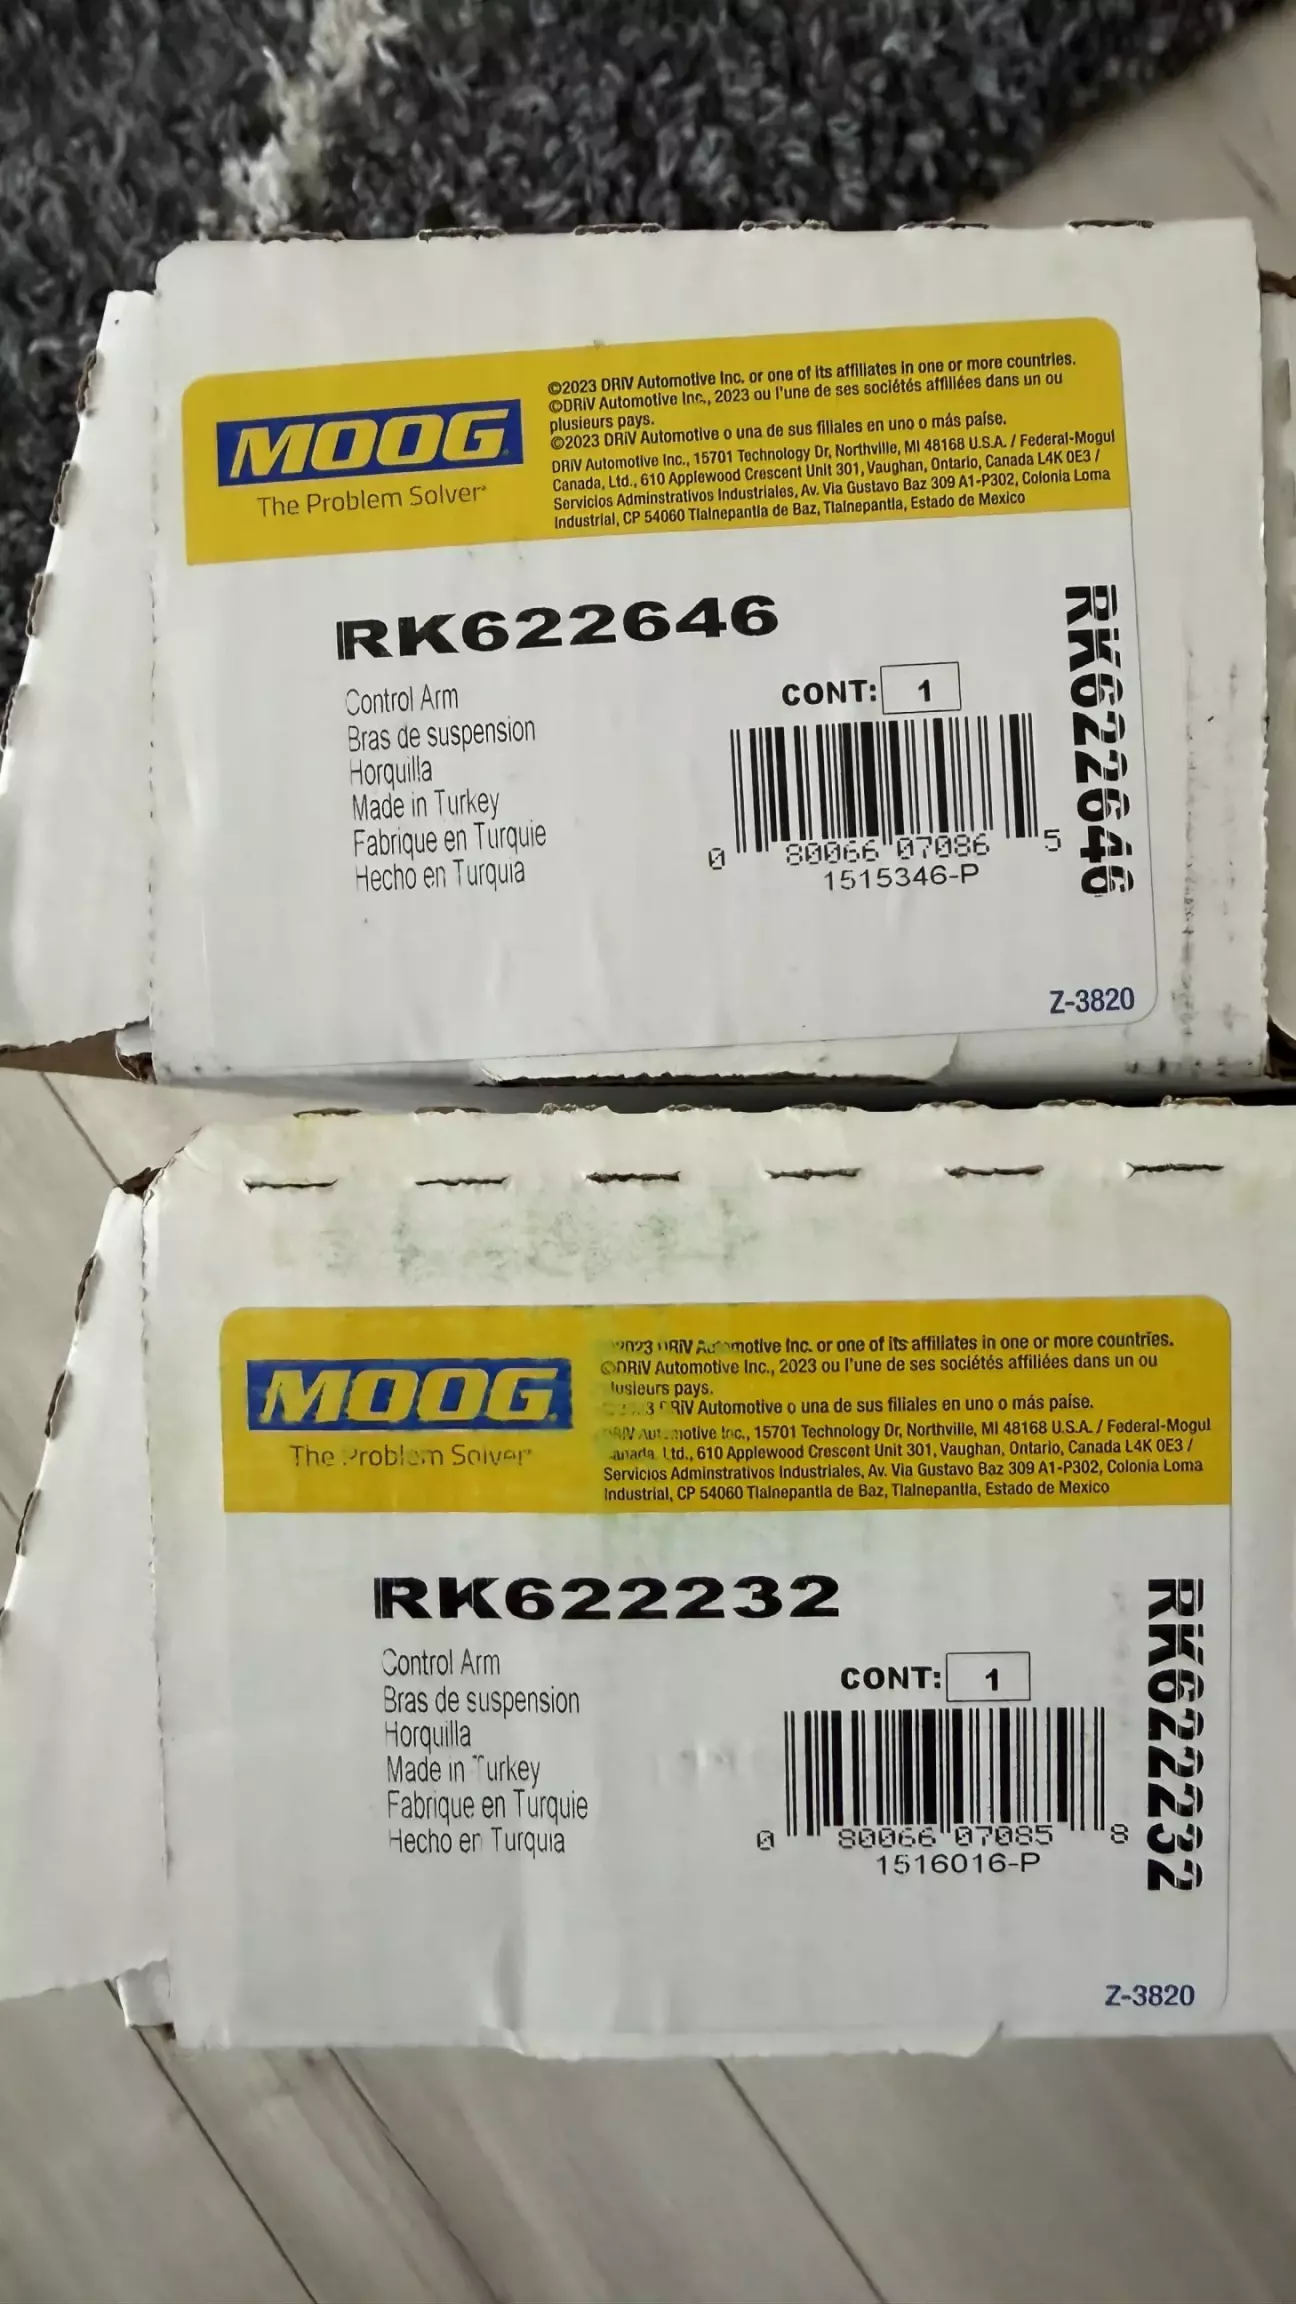 ©2023 DRiV Automotive Inc. or one of its affiliates in one or more countries.
©DRiV Automotive Inc., 2023 ou l'une de ses sociétés affiliées dans un ou
plusieurs pays.
©2023 DRiV Automotive o una de sus filiales en uno o más paíse.
DRiV Automotive Inc., 15701 Technology Dr, Northville, MI 48168 U.S.A. / Federal-Mogul
Canada, Ltd., 610 Applewood Crescent Unit 301, Vaughan, Ontario, Canada L4K 0E3 /
Servicios Adminstrativos Industriales, Av. Via Gustavo Baz 309 A1-P302, Colonia Loma
Industrial, CP 54060 Tlalnepantla de Baz, Tlalnepantla, Estado de Mexico
MOOG
The Problem Solver®
RK622646
Control Arm
Bras de suspension
Horquilla
Made in Turkey
Fabrique en Turquie
Hecho en Turquia
CONT: 1
0 80066 07086 5
1515346-P
RK622646
Z-3820
2023 DRiV Automotive Inc. or one of its affiliates in one or more countries.
©DRiV Automotive Inc., 2023 ou l'une de ses sociétés affiliées dans un ou
lusieurs pays.
3 RiV Automotive o una de sus filiales en uno o más paíse.
RiV Automotive Inc., 15701 Technology Dr, Northville, MI 48168 U.S.A. / Federal-Mogul
anada, Ltd., 610 Applewood Crescent Unit 301, Vaughan, Ontario, Canada L4K 0E3 /
Servicios Adminstrativos Industriales, Av. Via Gustavo Baz 309 A1-P302, Colonia Loma
Industrial, CP 54060 Tlalnepantla de Baz, Tlalnepantla, Estado de Mexico
MOOG
The Problem Solver®
RK622232
Control Arm
Bras de suspension
Horquilla
Made in Turkey
Fabrique en Turquie
Hecho en Turquia
CONT: 1
0 80066 07085 8
1516016-P
RK622232
Z-3820